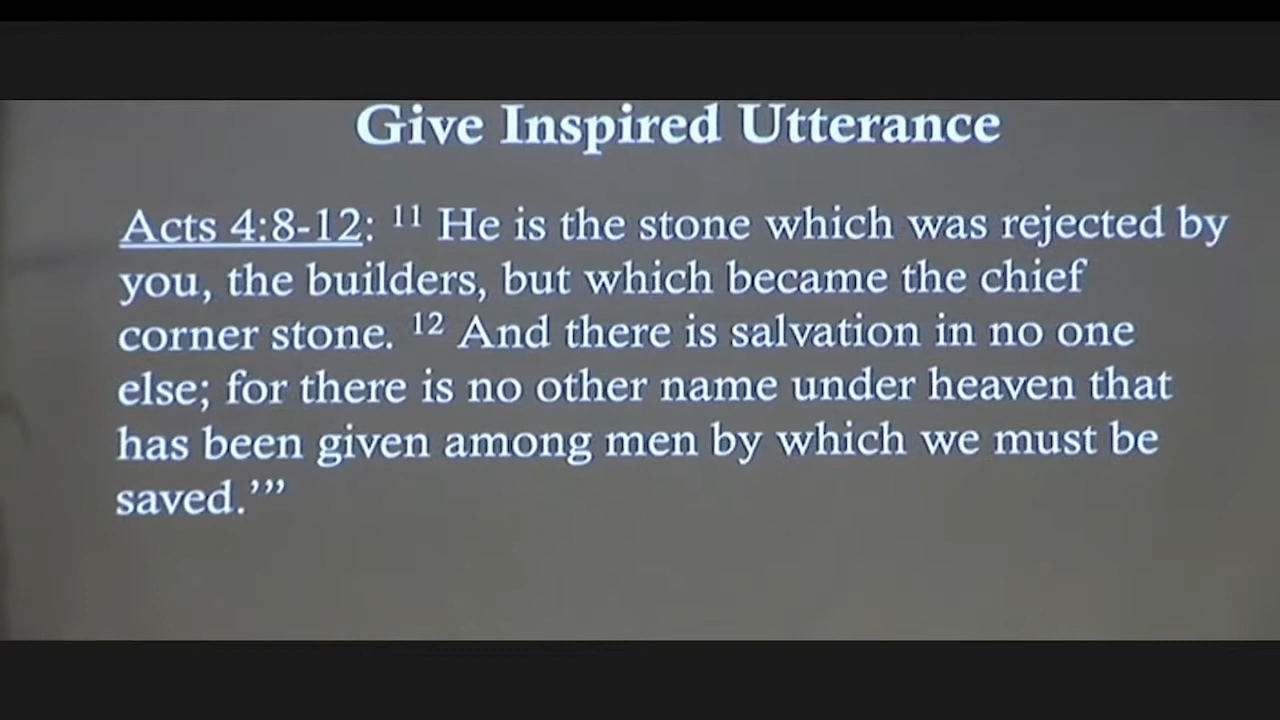 Give Inspired Utterance
Acts 4:8-12: ¹¹ He is the stone which was rejected by
you, the builders, but which became the chief
corner stone. ¹² And there is salvation in no one
else; for there is no other name under heaven that
has been given among men by which we must be
saved.’”